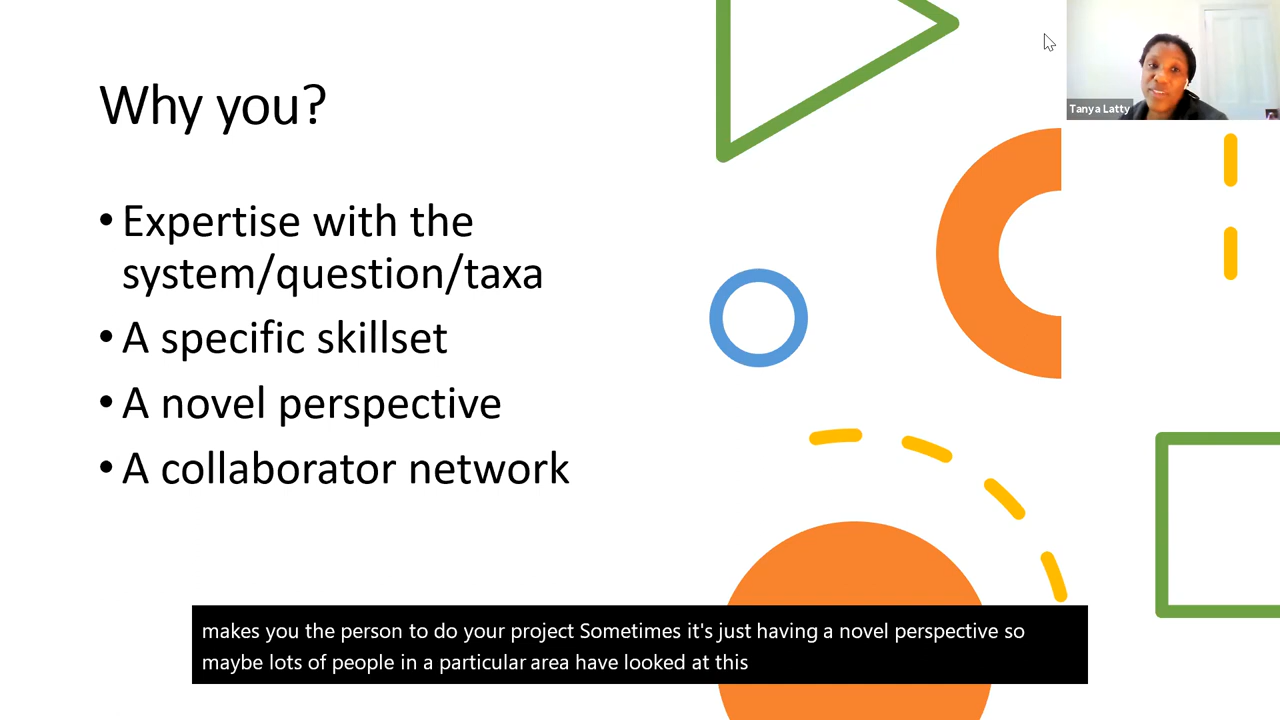 Why you?
• Expertise with the
system/question/taxa
• A specific skillset
• A novel perspective
• A collaborator network
Tanya Latty
makes you the person to do your project Sometimes it's just having a novel perspective so
maybe lots of people in a particular area have looked at this